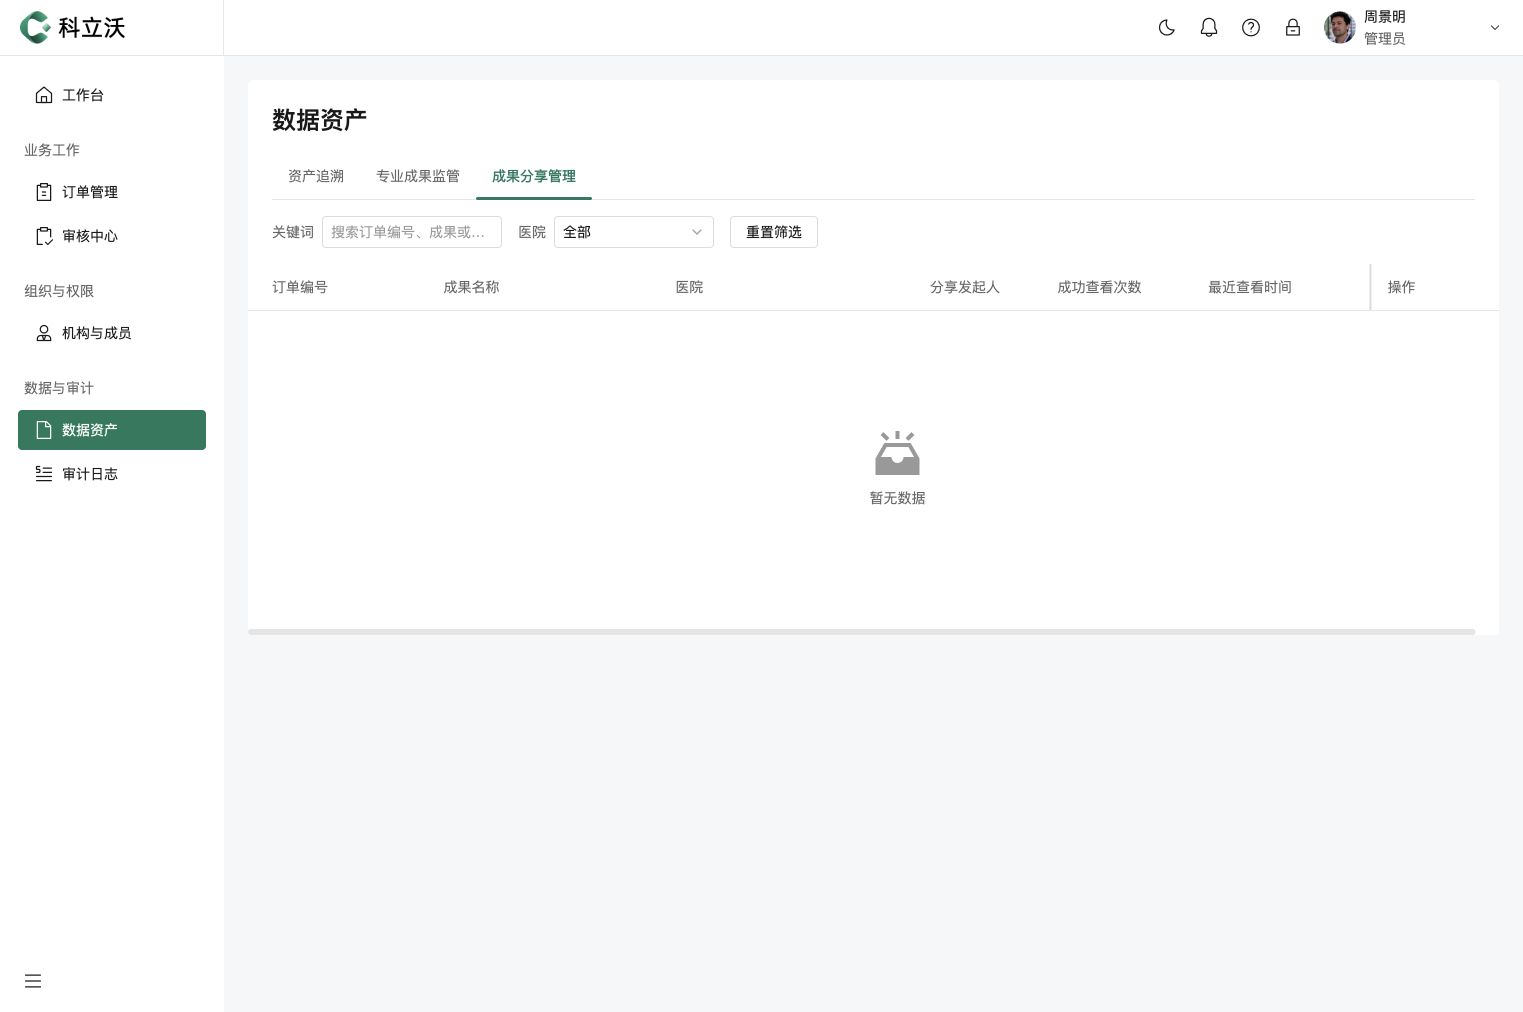 科立沃
周景明
管理员
工作台
业务工作
订单管理
审核中心
组织与权限
机构与成员
数据与审计
数据资产
审计日志
数据资产
资产追溯 专业成果监管 成果分享管理
关键词 搜索订单编号、成果或... 医院 全部 重置筛选
订单编号 成果名称 医院 分享发起人 成功查看次数 最近查看时间 操作
暂无数据